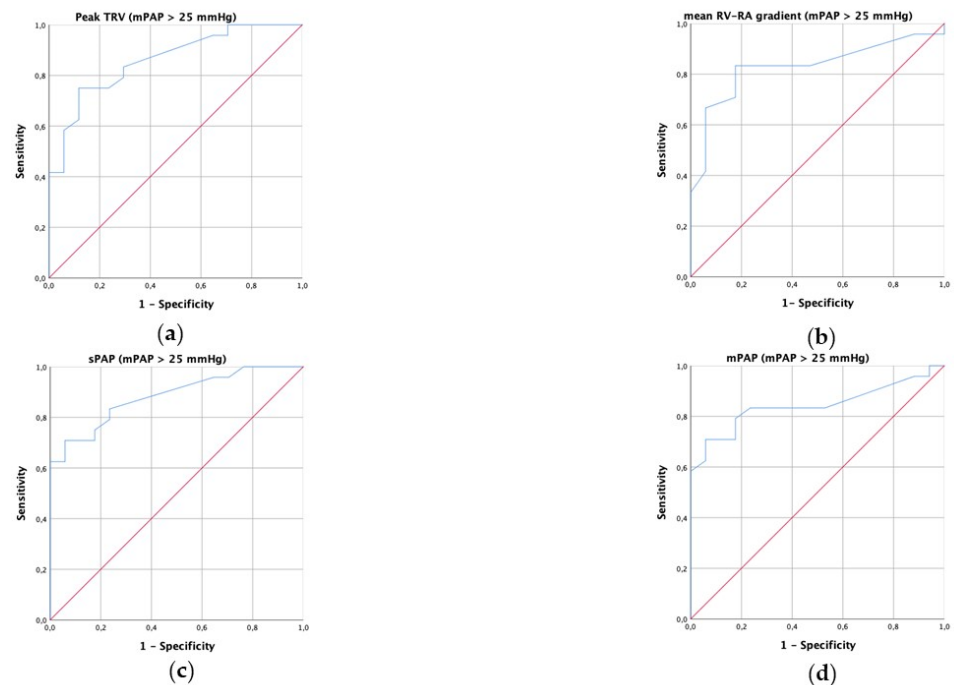 Peak TRV (mPAP > 25 mmHg)
1,0
0,8
0,6
0,4
0,2
0,0
Sensitivity
0,0 0,2 0,4 0,6 0,8 1,0
1 - Specificity
(a)
mean RV-RA gradient (mPAP > 25 mmHg)
1,0
0,8
0,6
0,4
0,2
0,0
Sensitivity
0,0 0,2 0,4 0,6 0,8 1,0
1- Specificity
(b)
sPAP (mPAP > 25 mmHg)
1,0
0,8
0,6
0,4
0,2
0,0
Sensitivity
0,0 0,2 0,4 0,6 0,8 1,0
1 - Specificity
(c)
mPAP (mPAP > 25 mmHg)
1,0
0,8
0,6
0,4
0,2
0,0
Sensitivity
0,0 0,2 0,4 0,6 0,8 1,0
1 - Specificity
(d)